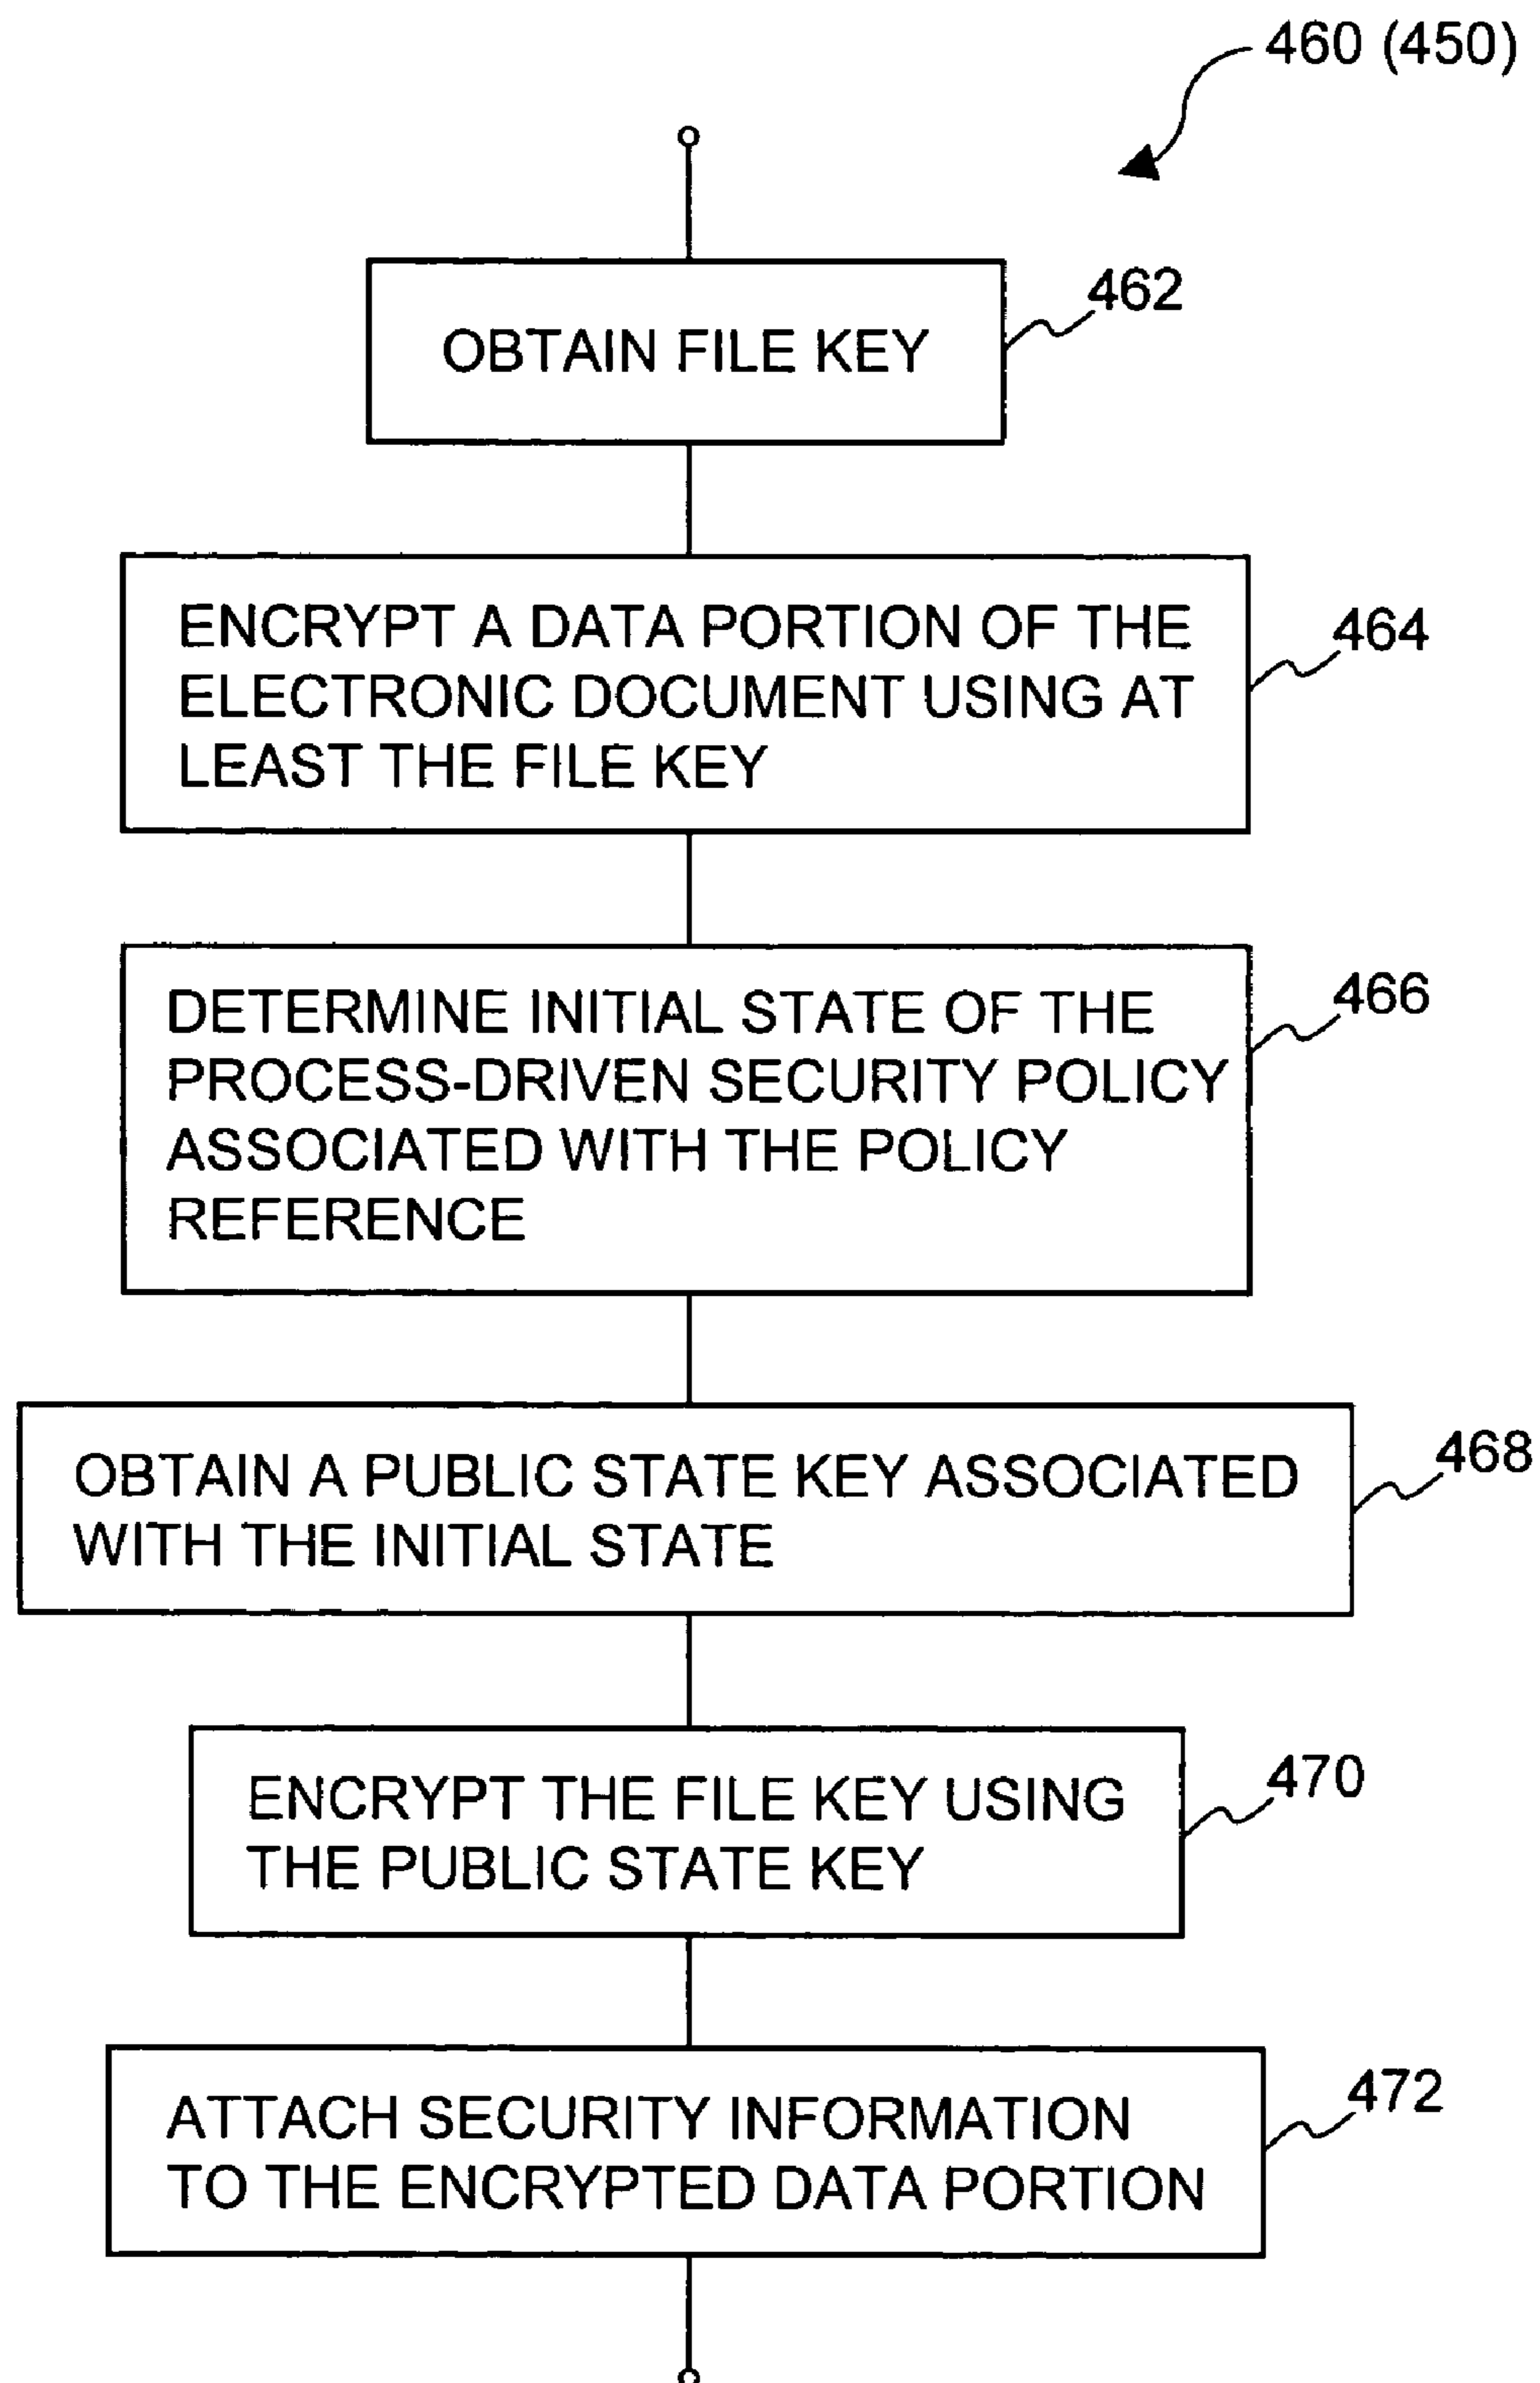 460 (450)
OBTAIN FILE KEY
462
ENCRYPT A DATA PORTION OF THE
ELECTRONIC DOCUMENT USING AT
LEAST THE FILE KEY
464
DETERMINE INITIAL STATE OF THE
PROCESS-DRIVEN SECURITY POLICY
ASSOCIATED WITH THE POLICY
REFERENCE
466
OBTAIN A PUBLIC STATE KEY ASSOCIATED
WITH THE INITIAL STATE
468
ENCRYPT THE FILE KEY USING
THE PUBLIC STATE KEY
470
ATTACH SECURITY INFORMATION
TO THE ENCRYPTED DATA PORTION
472